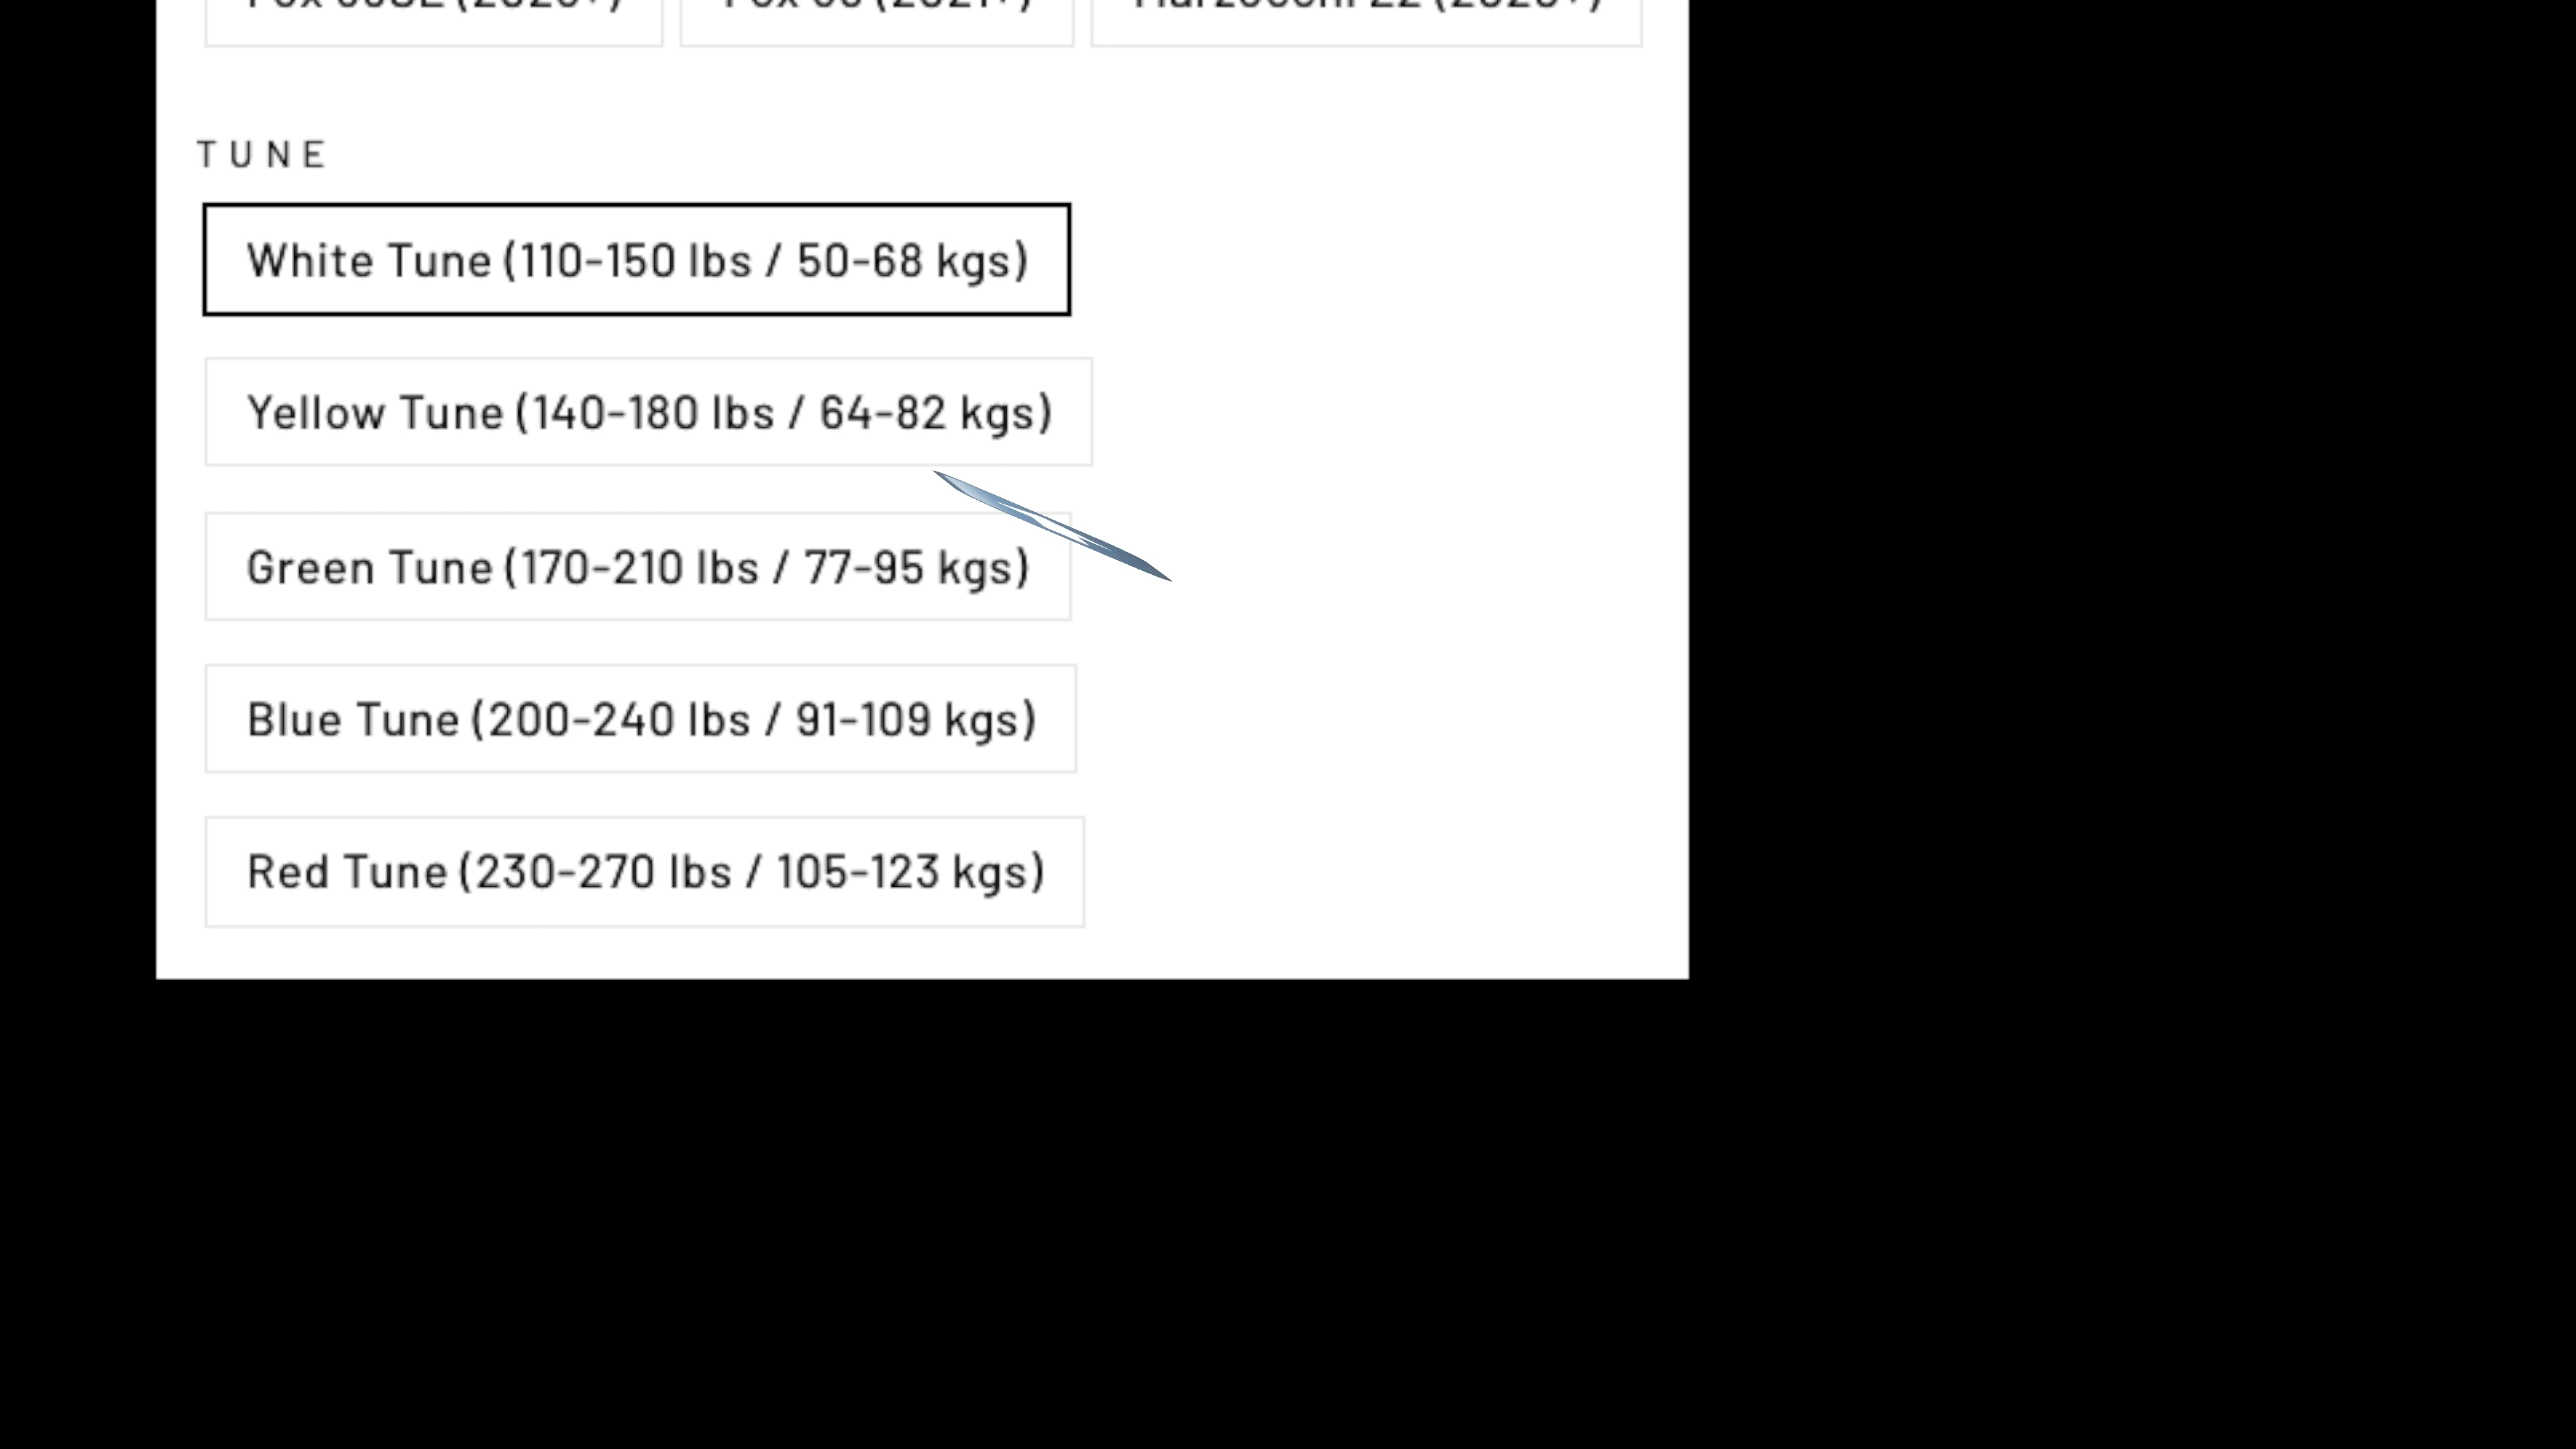 TUNE
White Tune (110-150 lbs / 50-68 kgs)
Yellow Tune (140-180 lbs / 64-82 kgs)
Green Tune (170-210 lbs / 77-95 kgs)
Blue Tune (200-240 lbs / 91-109 kgs)
Red Tune (230-270 lbs / 105-123 kgs)